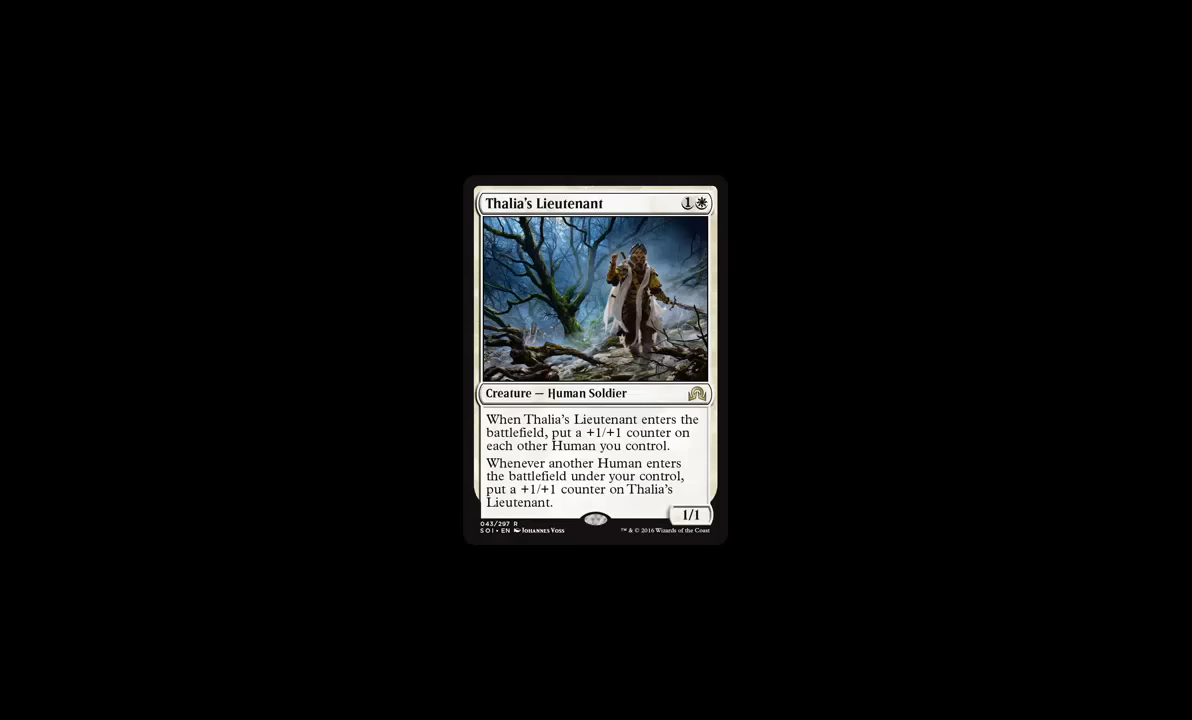 Thalia's Lieutenant 1
Creature — Human Soldier
When Thalia's Lieutenant enters the
battlefield, put a +1/+1 counter on
each other Human you control.
Whenever another Human enters
the battlefield under your control,
put a +1/+1 counter on Thalia's
Lieutenant.
1/1
043/297 R
SOI • EN Johannes Voss
™ & © 2016 Wizards of the Coast